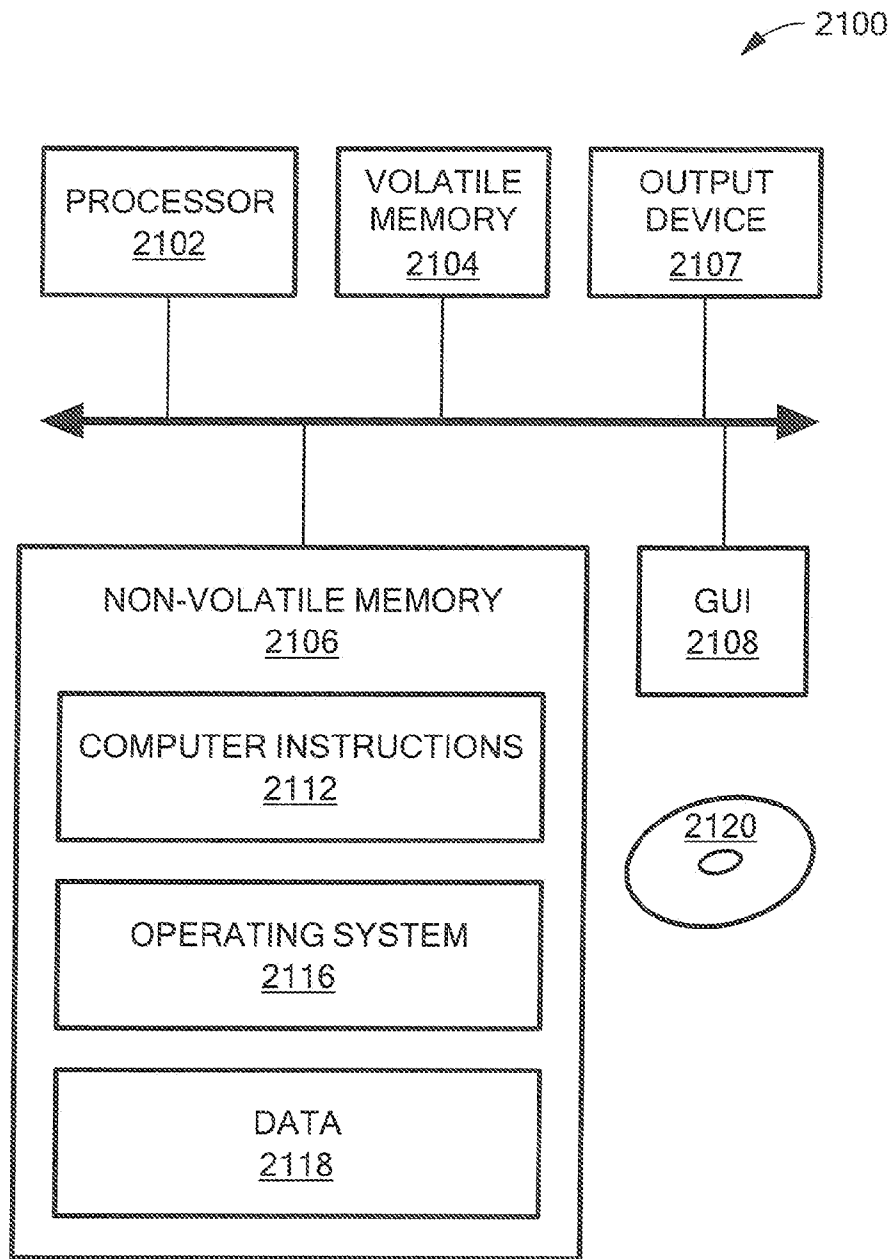 2100
PROCESSOR
2102
VOLATILE
MEMORY
2104
OUTPUT
DEVICE
2107
NON-VOLATILE MEMORY
2106
GUI
2108
COMPUTER INSTRUCTIONS
2112
2120
OPERATING SYSTEM
2116
DATA
2118